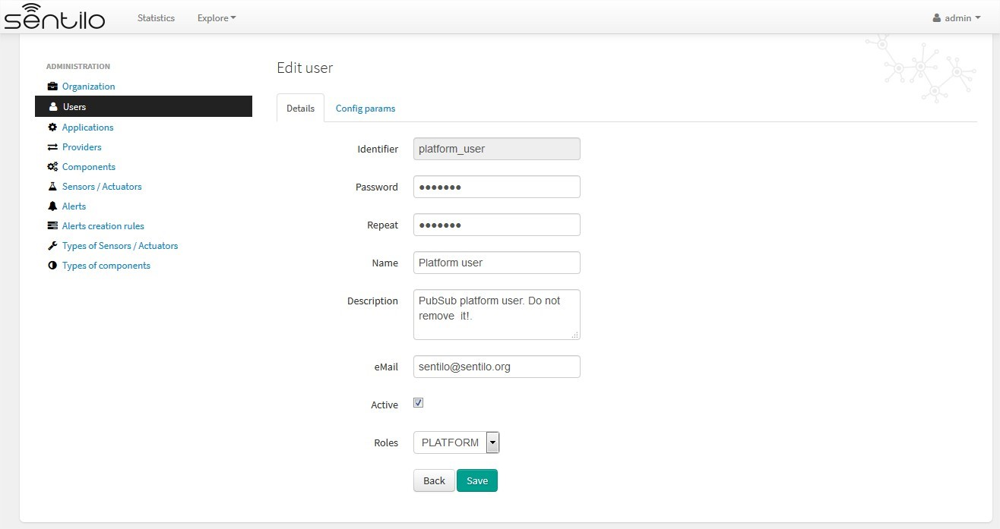 sentilo
Statistics
Explore
admin
ADMINISTRATION
Organization
Users
Applications
Providers
Components
Sensors / Actuators
Alerts
Alerts creation rules
Types of Sensors / Actuators
Types of components
Edit user
Details
Config params
Identifier
platform_user
Password
●●●●●●●
Repeat
●●●●●●●
Name
Platform user
Description
PubSub platform user. Do not
remove  it!.
eMail
sentilo@sentilo.org
Active
Roles
PLATFORM
Back
Save